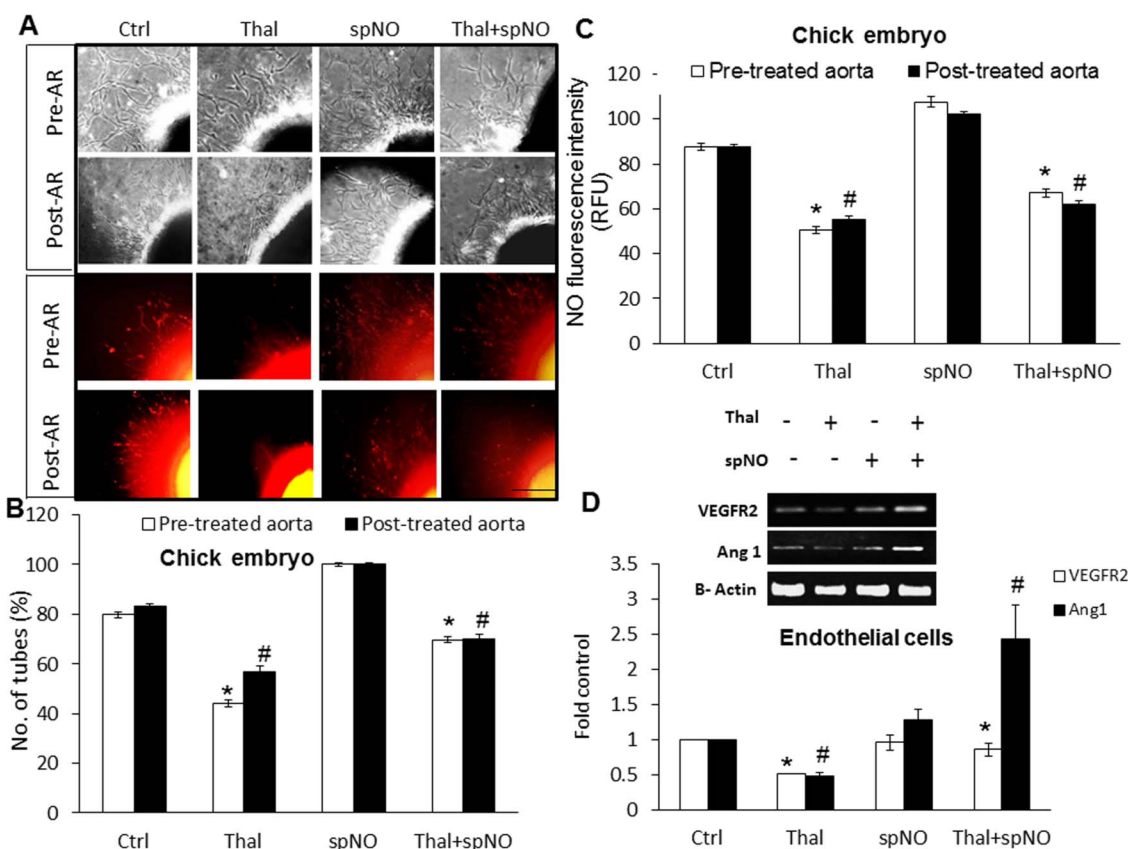 A
Ctrl Thal spNO Thal+spNO
Pre-AR
Post-AR
Pre-AR
Post-AR
B
120
100
80
60
40
20
0
No. of tubes (%)
Pre-treated aorta Post-treated aorta
Chick embryo
* # * #
Ctrl Thal spNO Thal+spNO
C
Chick embryo
Pre-treated aorta Post-treated aorta
120
100
80
60
40
20
0
NO fluorescence intensity
(RFU)
* # * #
Ctrl Thal spNO Thal+spNO
Thal - + - +
spNO - - + +
D
VEGFR2
Ang 1
B- Actin
VEGFR2
Ang1
Endothelial cells
3.5
3
2.5
2
1.5
1
0.5
0
Fold control
* # * #
Ctrl Thal spNO Thal+spNO